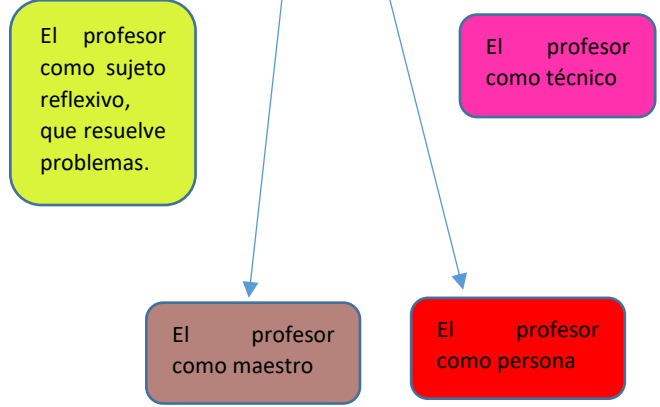 El profesor
como sujeto
reflexivo,
que resuelve
problemas.
El profesor
como técnico
El profesor
como maestro
El profesor
como persona